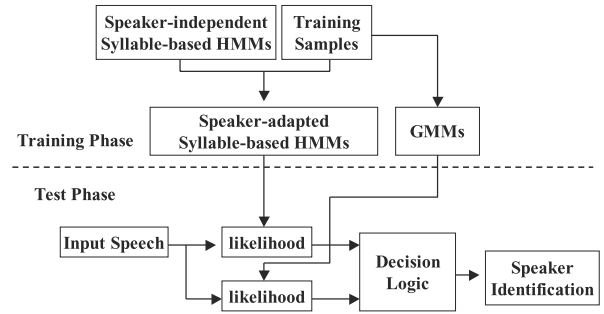 Speaker-independent
Syllable-based HMMs
Training
Samples
Speaker-adapted
Syllable-based HMMs
GMMs
Training Phase
Test Phase
Input Speech
likelihood
likelihood
Decision
Logic
Speaker
Identification